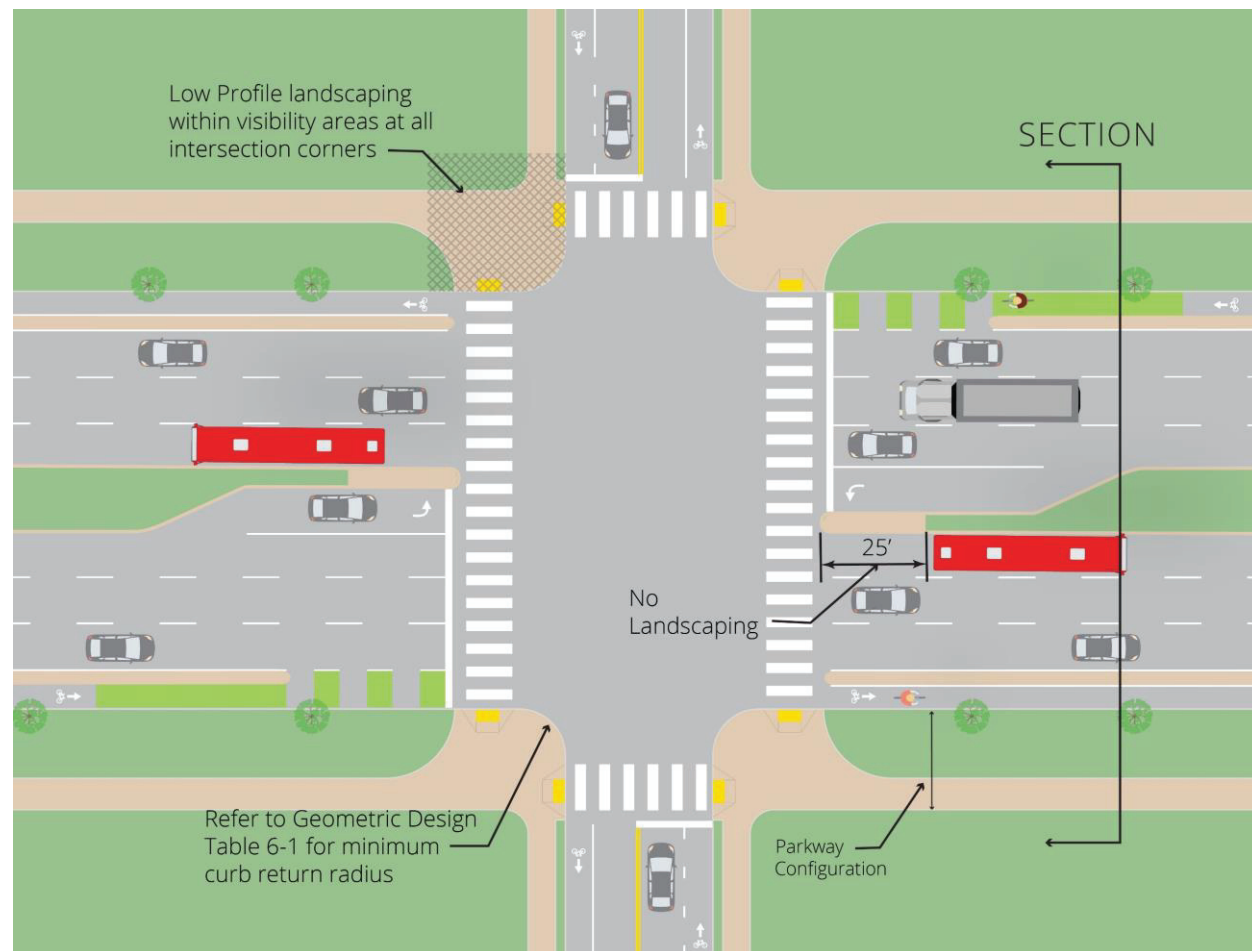 Low Profile landscaping
within visibility areas at all
intersection corners
SECTION
25’
No
Landscaping
Refer to Geometric Design
Table 6-1 for minimum
curb return radius
Parkway
Configuration